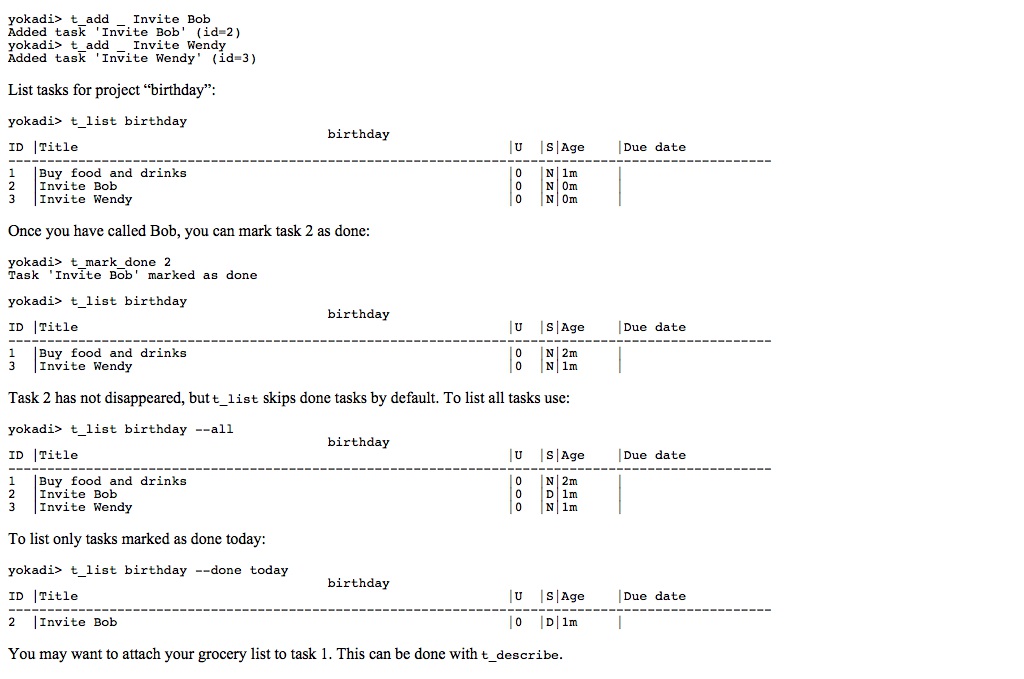 yokadi> t_add _ Invite Bob
Added task 'Invite Bob' (id=2)
yokadi> t_add _ Invite Wendy
Added task 'Invite Wendy' (id=3)
List tasks for project “birthday”:
yokadi> t_list birthday
birthday
ID |Title |U |S|Age |Due date
--------------------------------------------------------------------------------------------------
1 |Buy food and drinks |0 |N|1m |
2 |Invite Bob |0 |N|0m |
3 |Invite Wendy |0 |N|0m |
Once you have called Bob, you can mark task 2 as done:
yokadi> t_mark_done 2
Task 'Invite Bob' marked as done
yokadi> t_list birthday
birthday
ID |Title |U |S|Age |Due date
--------------------------------------------------------------------------------------------------
1 |Buy food and drinks |0 |N|2m |
3 |Invite Wendy |0 |N|1m |
Task 2 has not disappeared, but t_list skips done tasks by default. To list all tasks use:
yokadi> t_list birthday --all
birthday
ID |Title |U |S|Age |Due date
--------------------------------------------------------------------------------------------------
1 |Buy food and drinks |0 |N|2m |
2 |Invite Bob |0 |D|1m |
3 |Invite Wendy |0 |N|1m |
To list only tasks marked as done today:
yokadi> t_list birthday --done today
birthday
ID |Title |U |S|Age |Due date
--------------------------------------------------------------------------------------------------
2 |Invite Bob |0 |D|1m |
You may want to attach your grocery list to task 1. This can be done with t_describe.